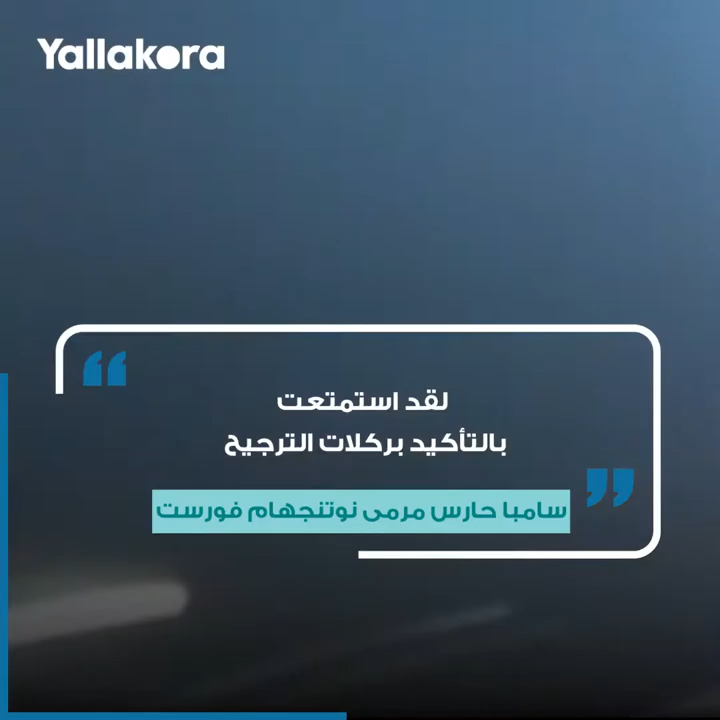 Yallakora
لقد استمتعت
بالتأكيد بركلات الترجيح
سامبا حارس مرمى نوتنجهام فورست